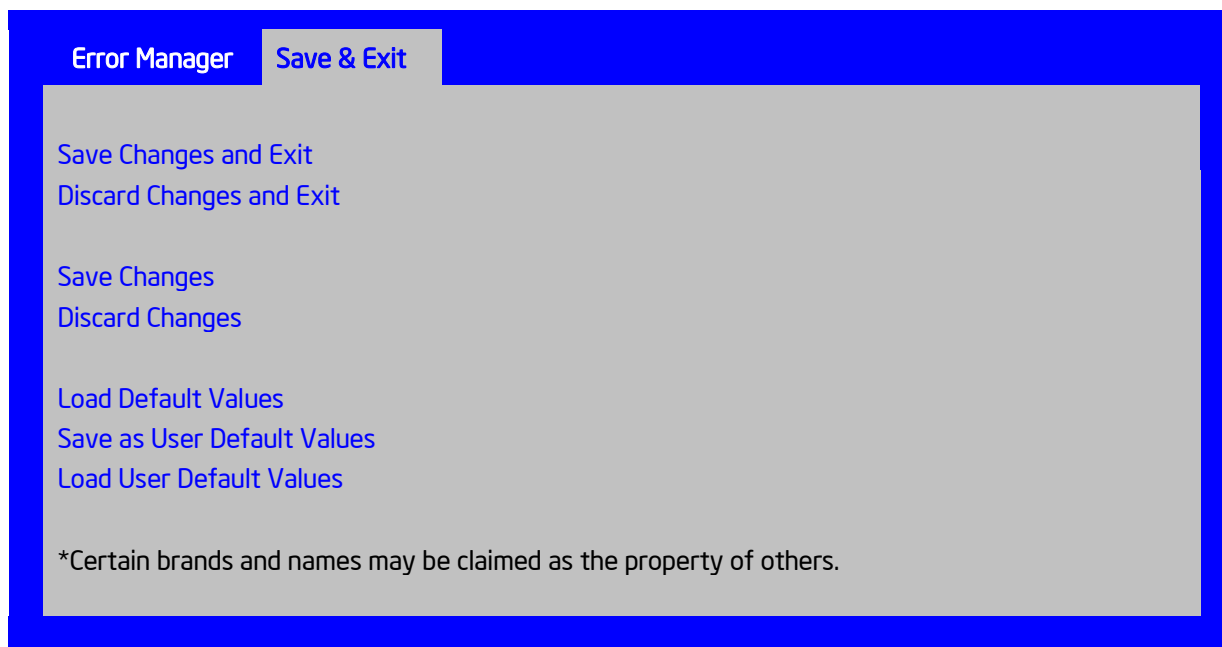 Error Manager Save & Exit
Save Changes and Exit
Discard Changes and Exit
Save Changes
Discard Changes
Load Default Values
Save as User Default Values
Load User Default Values
*Certain brands and names may be claimed as the property of others.